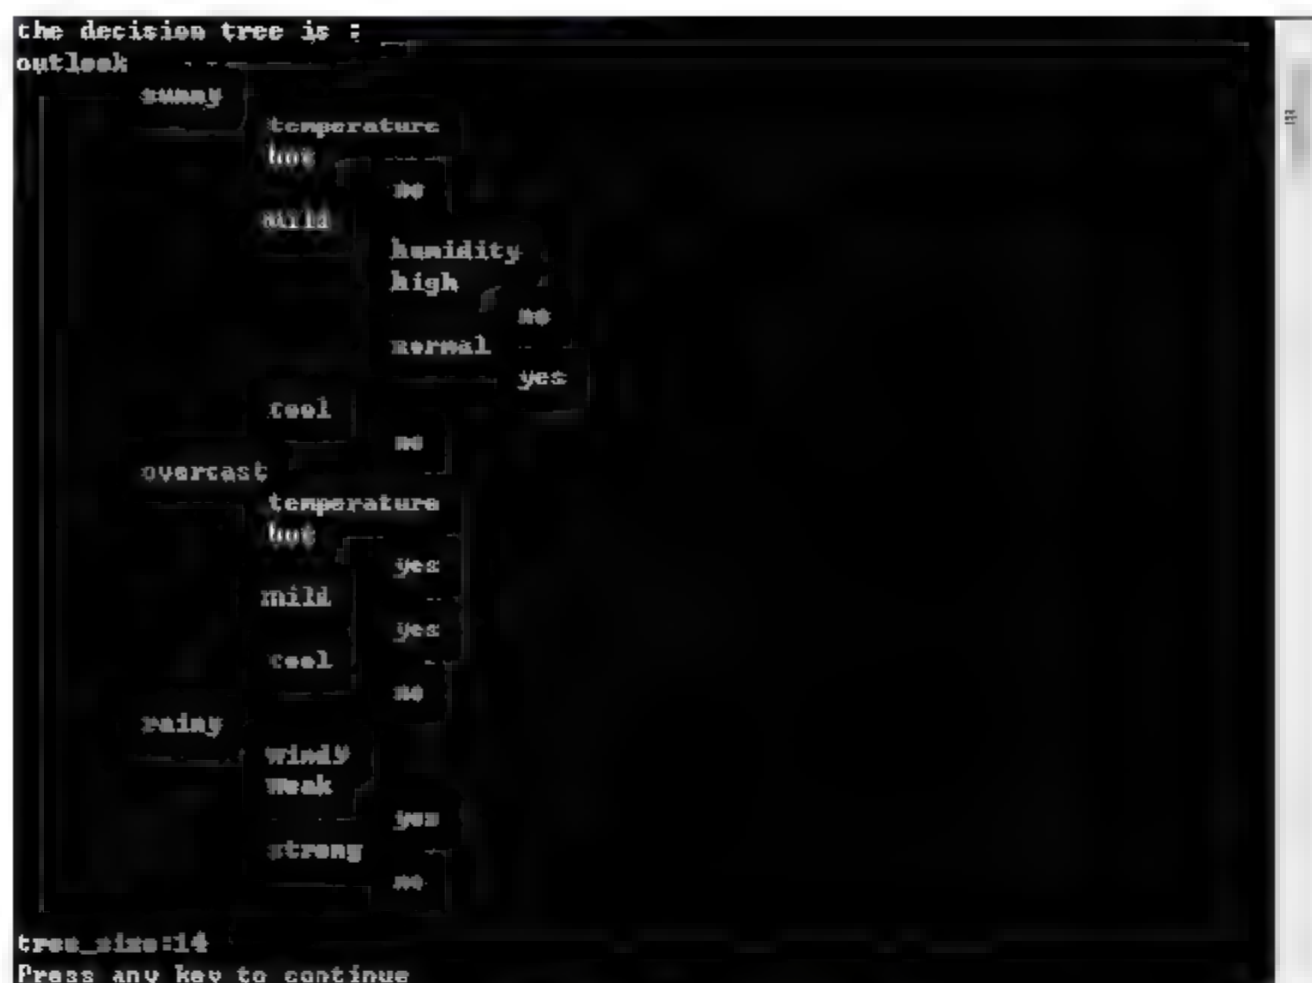 the decision tree is :
outlook
sunny
temperature
hot
no
mild
humidity
high
no
normal
yes
cool
no
overcast
temperature
hot
yes
mild
yes
cool
no
rainy
windy
weak
yes
strong
no
tree_size:14
Press any key to continue